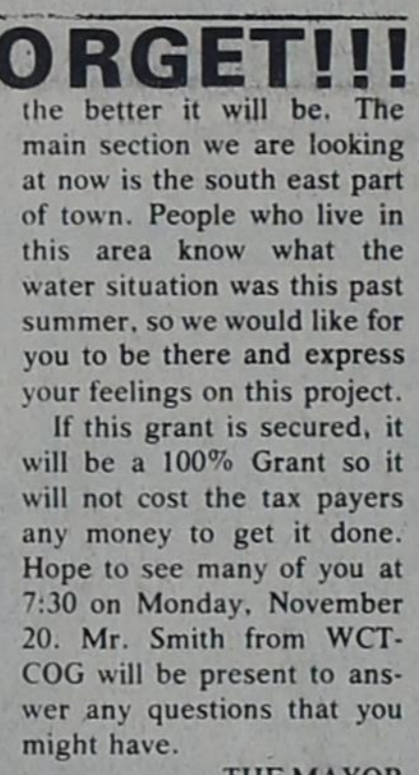 ORGET!!!
the better it will be. The
main section we are looking
at now is the south east part
of town. People who live in
this area know what the
water situation was this past
summer, so we would like for
you to be there and express
your feelings on this project.
If this grant is secured, it
will be a 100% Grant so it
will not cost the tax payers
any money to get it done.
Hope to see many of you at
7:30 on Monday, November
20. Mr. Smith from WCT-
COG will be present to ans-
wer any questions that you
might have.
THE MAYOR